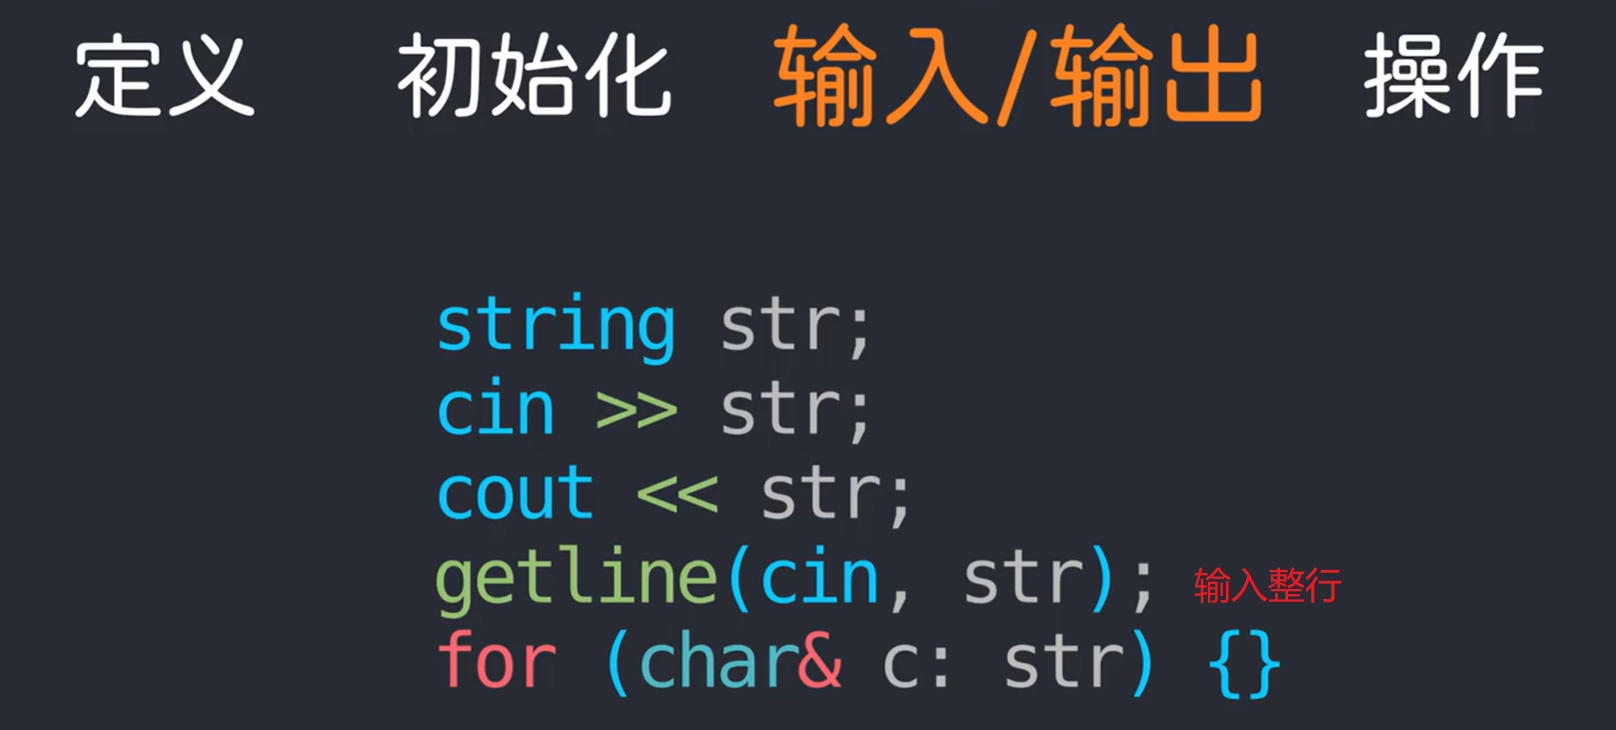 定义 初始化 输入/输出 操作
string str;
cin >> str;
cout << str;
getline(cin, str); 输入整行
for (char& c: str) {}